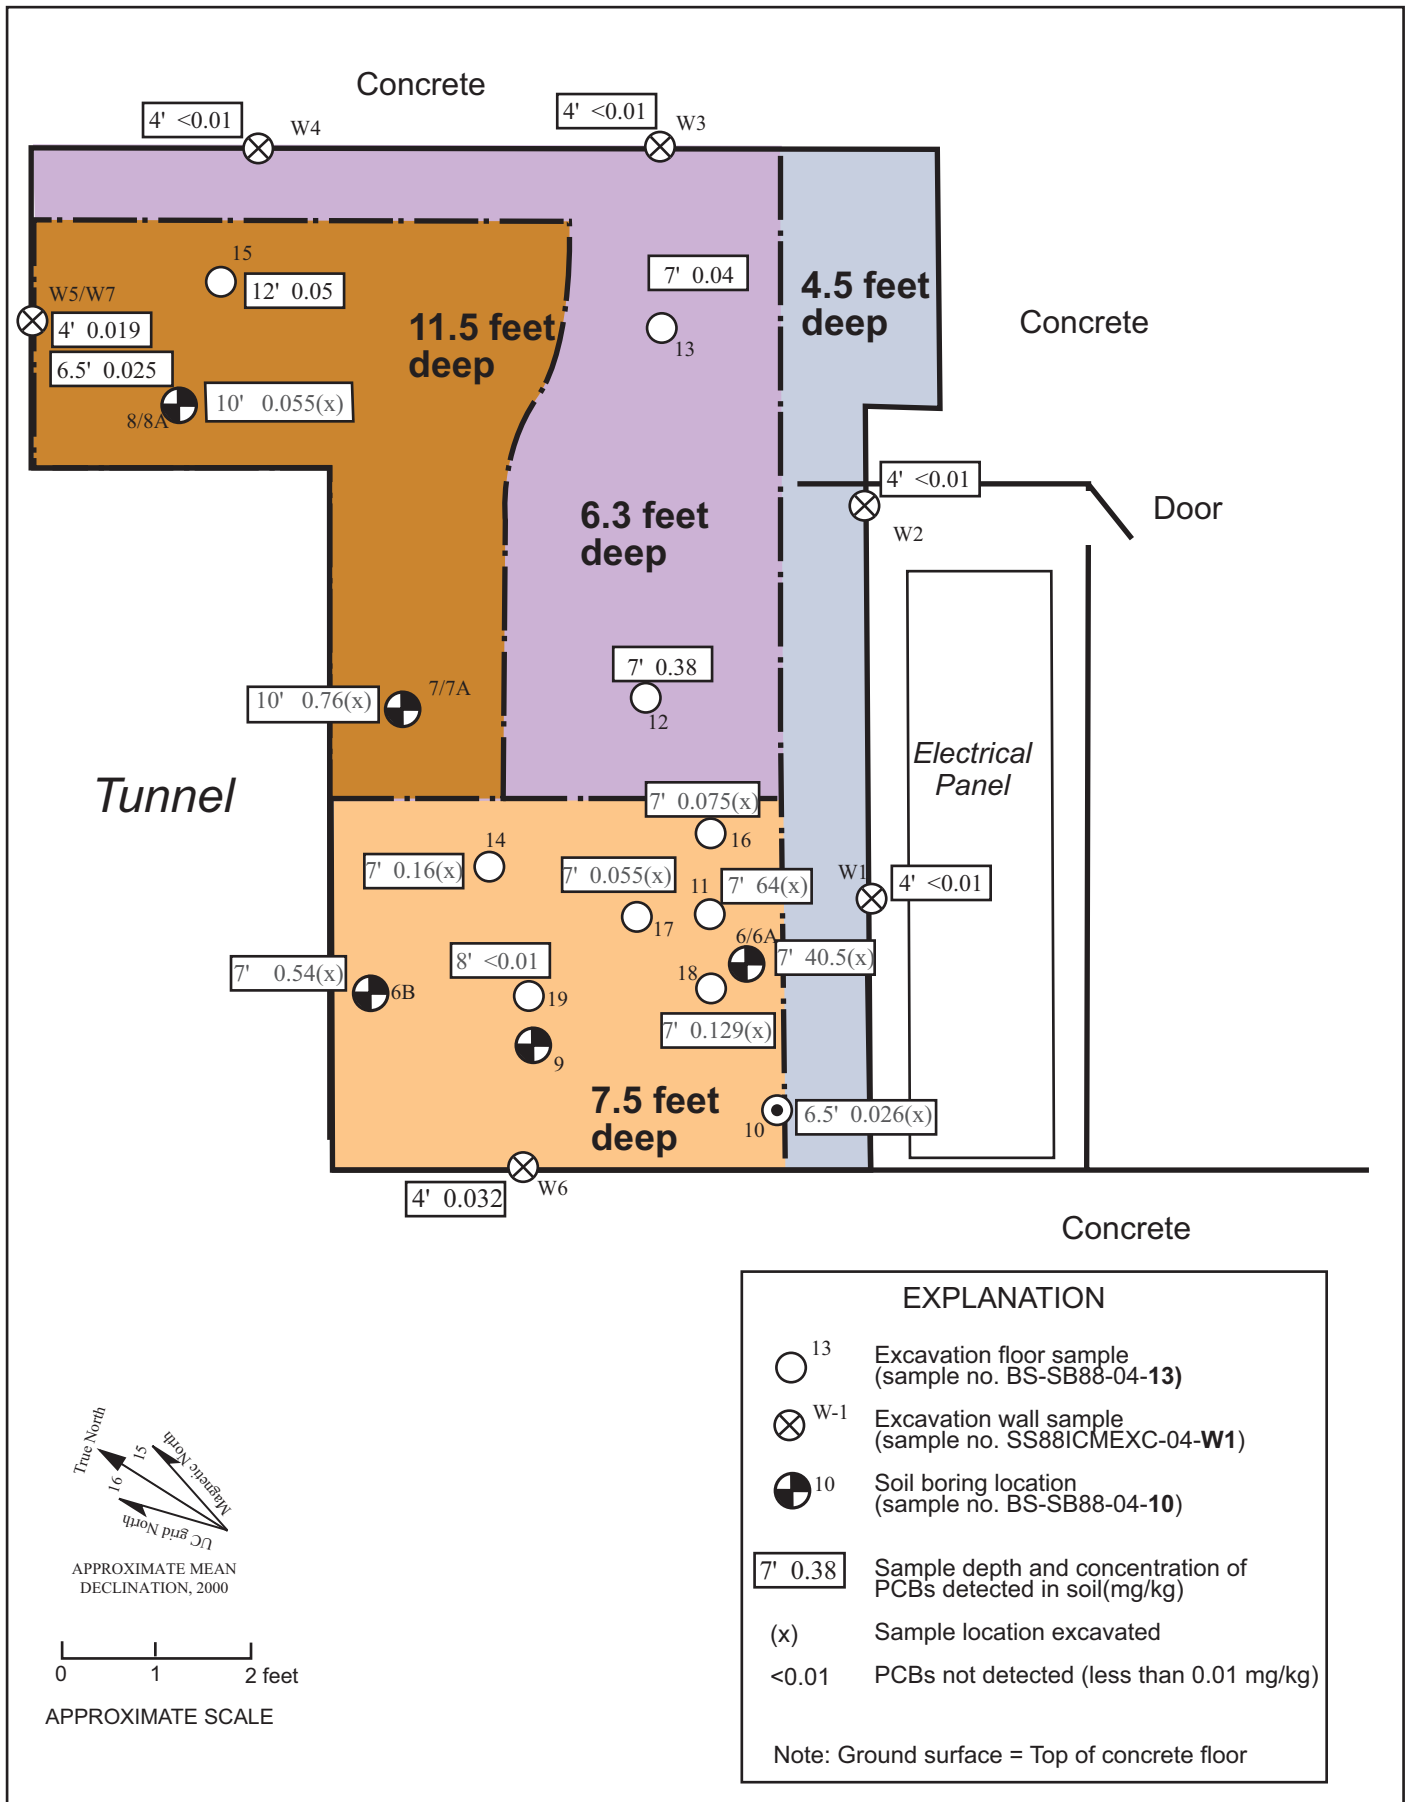 Concrete
4' <0.01
W4
4' <0.01
W3
15
12' 0.05
W5/W7
4' 0.019
6.5' 0.025
8/8A
10' 0.055(x)
11.5 feet
deep
7' 0.04
13
4.5 feet
deep
Concrete
6.3 feet
deep
4' <0.01
W2
Door
7' 0.38
12
10' 0.76(x)
7/7A
Tunnel
Electrical
Panel
7' 0.075(x)
16
14
7' 0.16(x)
7' 0.055(x)
17
11
7' 64(x)
W1
4' <0.01
6/6A
7' 40.5(x)
7' 0.54(x)
6B
8' <0.01
19
18
7' 0.129(x)
9
7.5 feet
deep
10
6.5' 0.026(x)
W6
4' 0.032
Concrete
EXPLANATION
13
Excavation floor sample
(sample no. BS-SB88-04-13)
W-1
Excavation wall sample
(sample no. SS88ICMEXC-04-W1)
10
Soil boring location
(sample no. BS-SB88-04-10)
7' 0.38
Sample depth and concentration of
PCBs detected in soil(mg/kg)
(x) Sample location excavated
<0.01 PCBs not detected (less than 0.01 mg/kg)
Note: Ground surface = Top of concrete floor
True North
15
Magnetic North
16
UC grid North
APPROXIMATE MEAN
DECLINATION, 2000
0 1 2 feet
APPROXIMATE SCALE